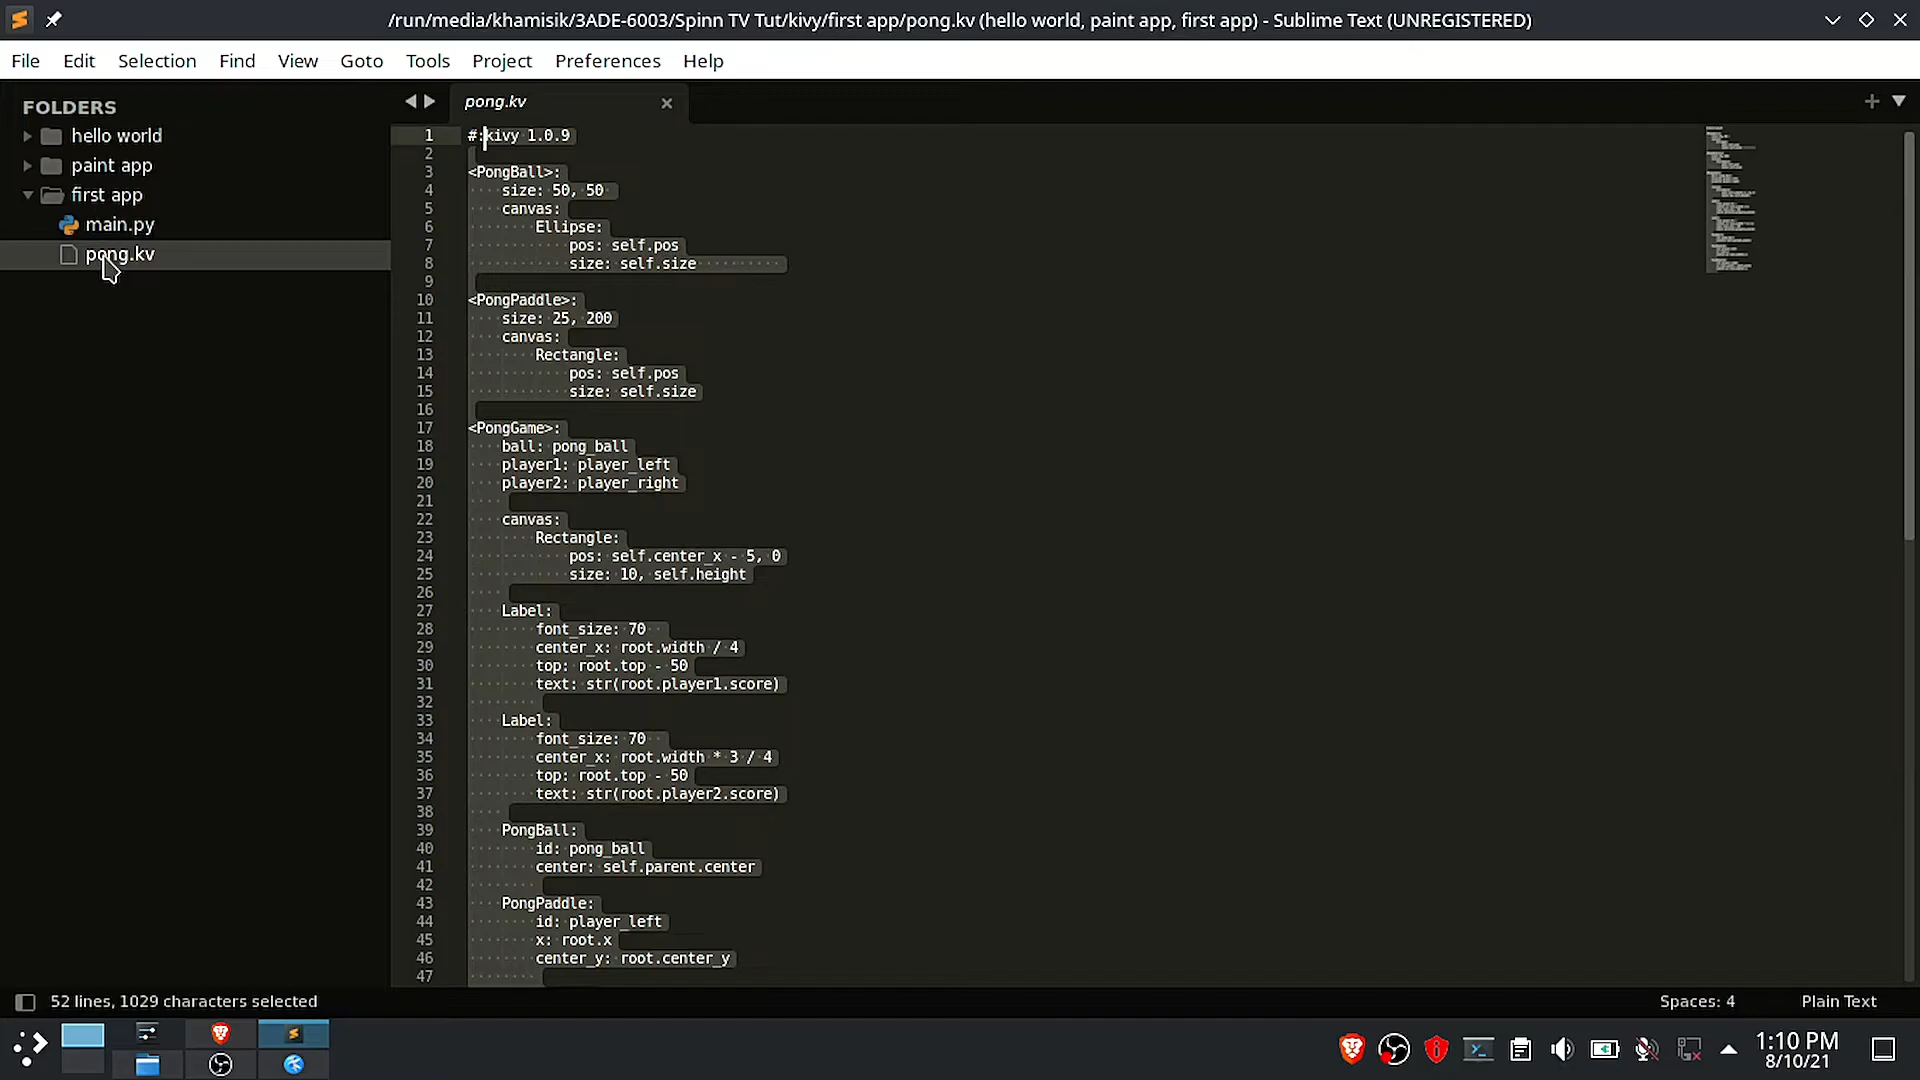 /run/media/khamisik/3ADE-6003/Spinn TV Tut/kivy/first app/pong.kv (hello world, paint app, first app) - Sublime Text (UNREGISTERED)
File Edit Selection Find View Goto Tools Project Preferences Help
FOLDERS
hello world
paint app
first app
main.py
pong.kv
pong.kv
1 #:kivy 1.0.9
2
3 <PongBall>:
4 size: 50, 50
5 canvas:
6 Ellipse:
7 pos: self.pos
8 size: self.size
9
10 <PongPaddle>:
11 size: 25, 200
12 canvas:
13 Rectangle:
14 pos: self.pos
15 size: self.size
16
17 <PongGame>:
18 ball: pong_ball
19 player1: player_left
20 player2: player_right
21
22 canvas:
23 Rectangle:
24 pos: self.center_x - 5, 0
25 size: 10, self.height
26
27 Label:
28 font_size: 70
29 center_x: root.width / 4
30 top: root.top - 50
31 text: str(root.player1.score)
32
33 Label:
34 font_size: 70
35 center_x: root.width * 3 / 4
36 top: root.top - 50
37 text: str(root.player2.score)
38
39 PongBall:
40 id: pong_ball
41 center: self.parent.center
42
43 PongPaddle:
44 id: player_left
45 x: root.x
46 center_y: root.center_y
47
52 lines, 1029 characters selected
Spaces: 4
Plain Text
1:10 PM
8/10/21